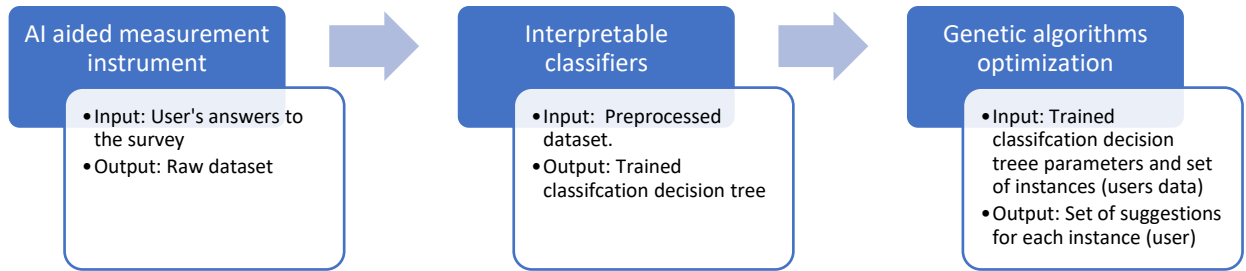 AI aided measurement
instrument
•Input: User's answers to
the survey
•Output: Raw dataset
Interpretable
classifiers
•Input:  Preprocessed
dataset.
•Output: Trained
classifcation decision tree
Genetic algorithms
optimization
•Input: Trained
classifcation decision
treee parameters and set
of instances (users data)
•Output: Set of suggestions
for each instance (user)